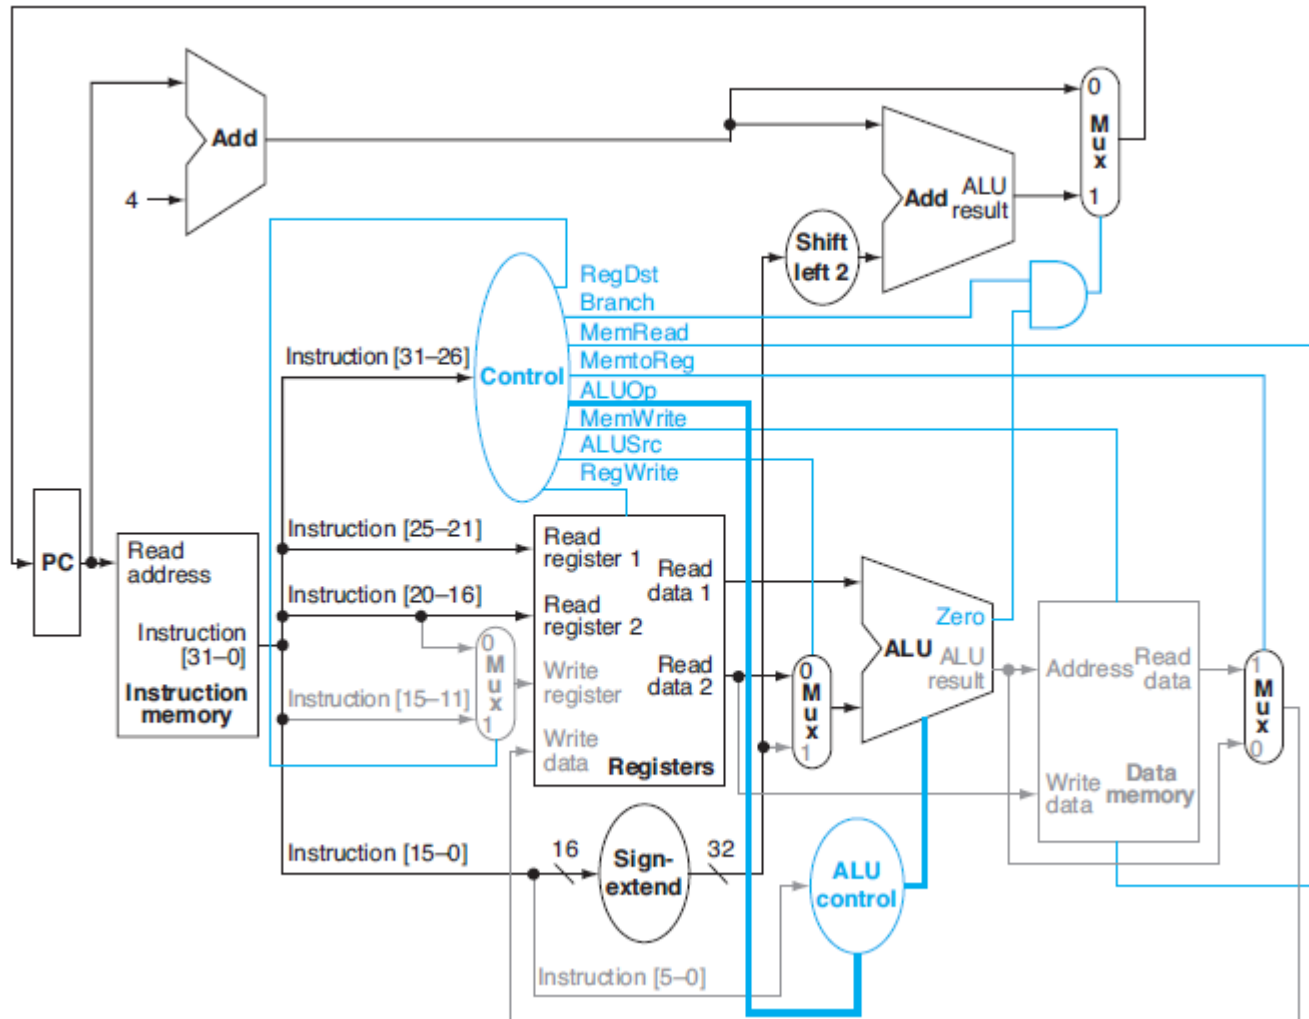 0
M
u
x
1
Add
4
Add
ALU
result
Shift
left 2
RegDst
Branch
MemRead
MemtoReg
ALUOp
MemWrite
ALUSrc
RegWrite
Control
Instruction [31–26]
PC
Read
address
Instruction
[31–0]
Instruction
memory
Instruction [25–21]
Instruction [20–16]
Instruction [15–11]
0
M
u
x
1
Read
register 1
Read
register 2
Write
register
Write
data
Read
data 1
Read
data 2
Registers
0
M
u
x
1
Zero
ALU
ALU
result
Address
Read
data
Write
data
Data
memory
1
M
u
x
0
Instruction [15–0]
16
Sign-
extend
32
ALU
control
Instruction [5–0]